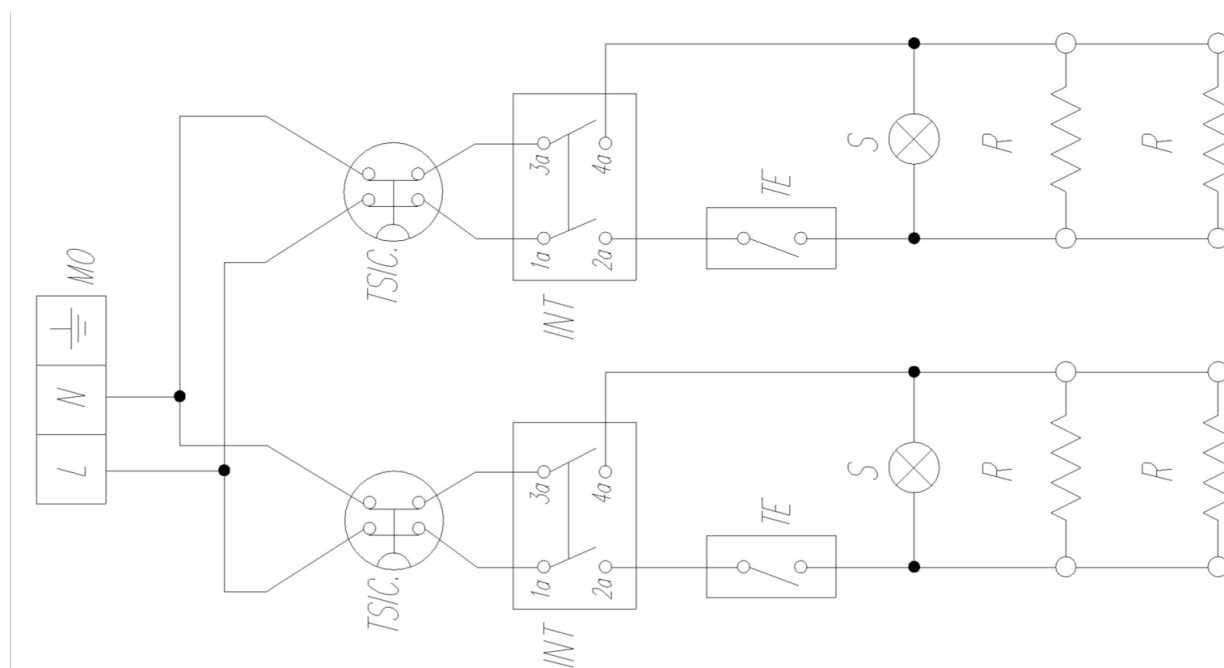 MO
N
L
TSIC.
3a
4a
1a
2a
INT
TE
S
R
R
TSIC.
3a
4a
1a
2a
INT
TE
S
R
R